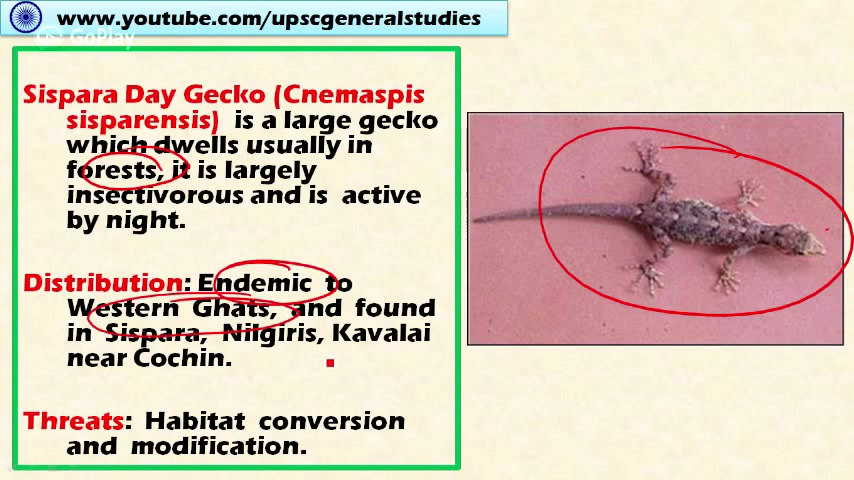 www.youtube.com/upscgeneralstudies
GoPlay
Sispara Day Gecko (Cnemaspis
sisparensis) is a large gecko
which dwells usually in
forests, it is largely
insectivorous and is active
by night.
Distribution: Endemic to
Western Ghats, and found
in Sispara, Nilgiris, Kavalai
near Cochin.
Threats: Habitat conversion
and modification.